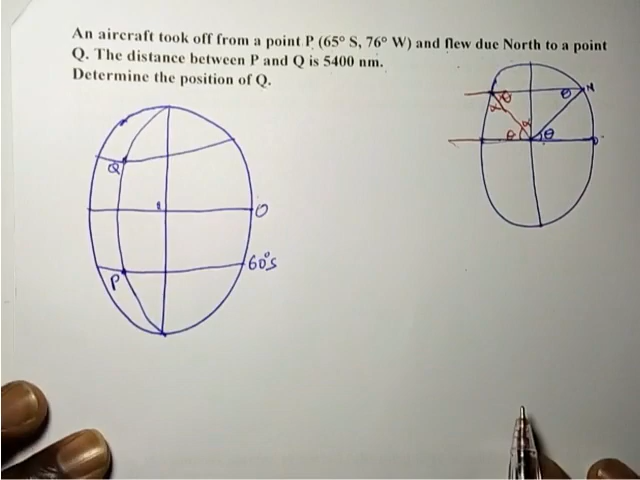 An aircraft took off from a point P (65° S, 76° W) and flew due North to a point
Q. The distance between P and Q is 5400 nm.
Determine the position of Q.
θ
θ
N
α
α
θ
θ
Q
O
60°S
P